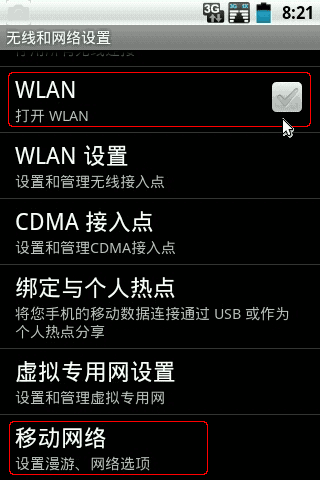 3G 3G 1X 8:21
无线和网络设置
WLAN
打开 WLAN
WLAN 设置
设置和管理无线接入点
CDMA 接入点
设置和管理CDMA接入点
绑定与个人热点
将您手机的移动数据连接通过 USB 或作为
个人热点分享
虚拟专用网设置
设置和管理虚拟专用网
移动网络
设置漫游、网络选项